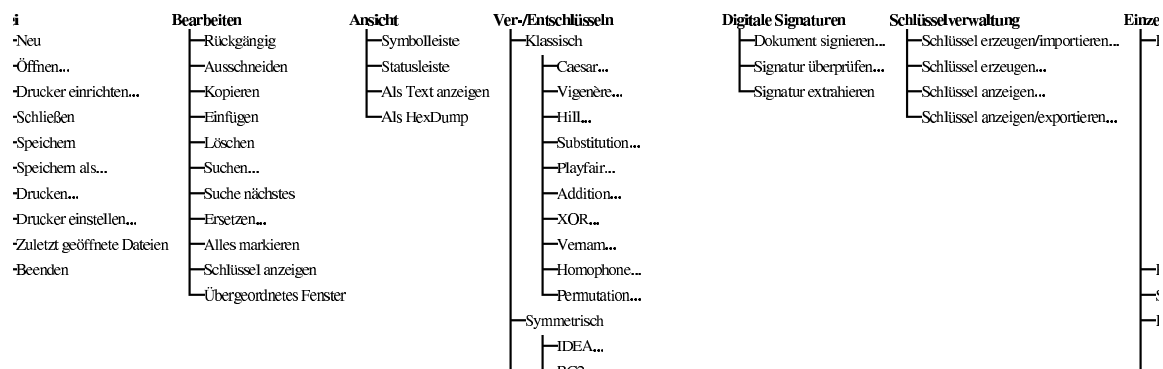 Bearbeiten
Ansicht
Ver-/Entschlüsseln
Digitale Signaturen
Schlüsselverwaltung
Neu
Öffnen...
Drucker einrichten...
Schließen
Speichern
Speichern als...
Drucken...
Drucker einstellen...
Zuletzt geöffnete Dateien
Beenden
Rückgängig
Ausschneiden
Kopieren
Einfügen
Löschen
Suchen...
Suche nächstes
Ersetzen...
Alles markieren
Schlüssel anzeigen
Übergeordnetes Fenster
Symbolleiste
Statusleiste
Als Text anzeigen
Als HexDump
Klassisch
Caesar...
Vigenère...
Hill...
Substitution...
Playfair...
Addition...
XOR...
Vernam...
Homophone...
Permutation...
Symmetrisch
IDEA...
Dokument signieren...
Signatur überprüfen...
Signatur extrahieren
Schlüssel erzeugen/importieren...
Schlüssel erzeugen...
Schlüssel anzeigen...
Schlüssel anzeigen/exportieren...